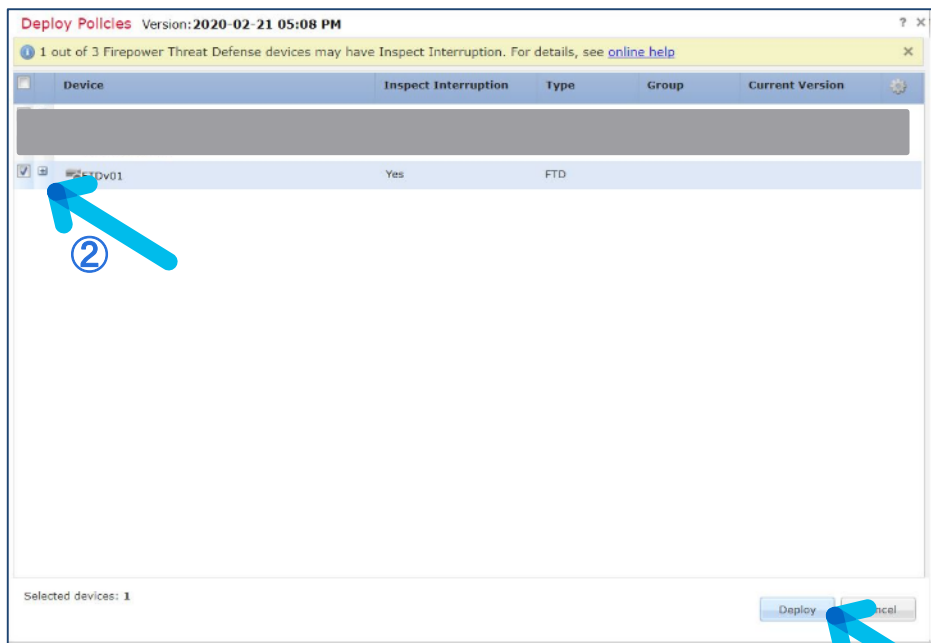 Deploy Policies Version:2020-02-21 05:08 PM ? ×
1 out of 3 Firepower Threat Defense devices may have Inspect Interruption. For details, see online help ×
Device Inspect Interruption Type Group Current Version
FTDv01 Yes FTD
②
Selected devices: 1
Deploy